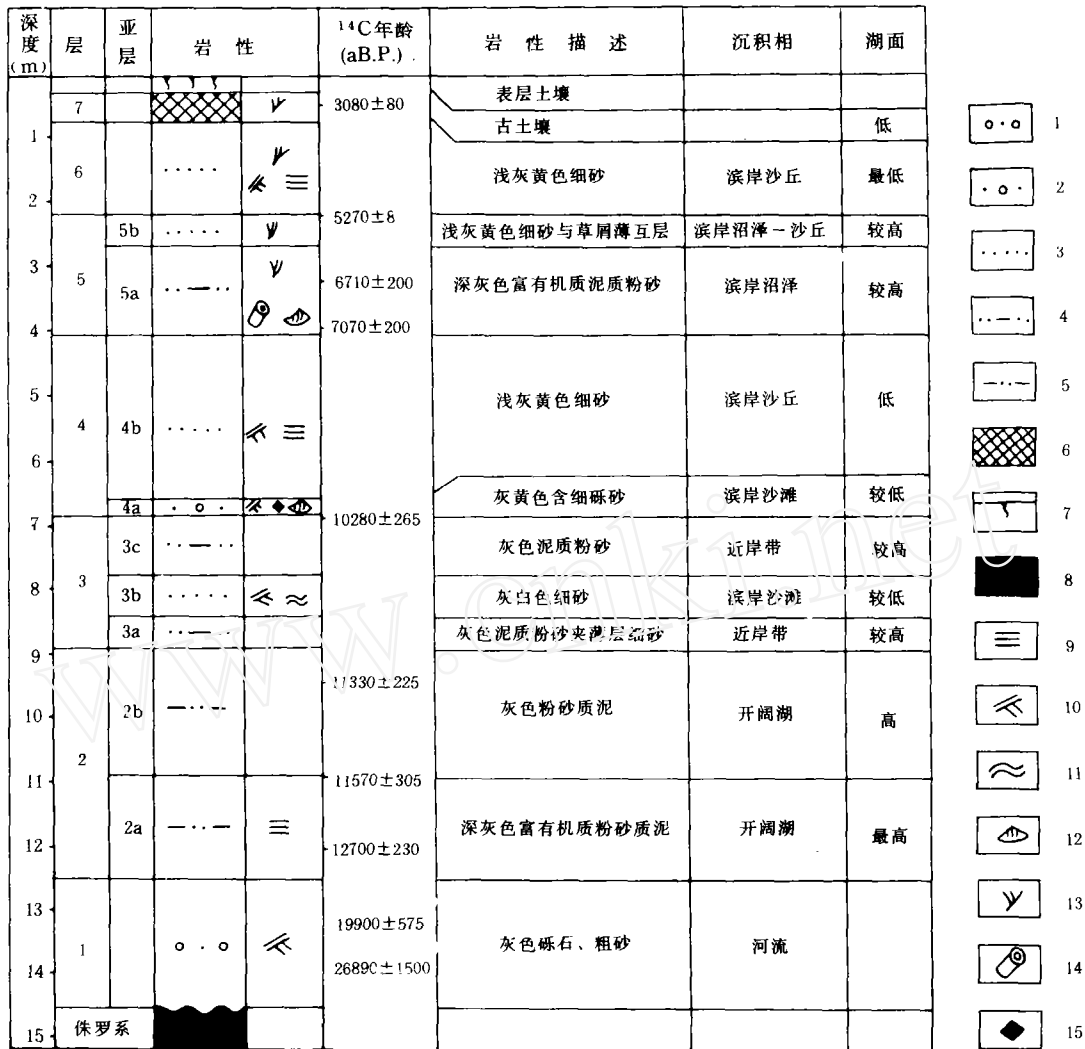 深度(m) 层 亚层 岩 性 ¹⁴C年龄(aB.P.) 岩 性 描 述 沉积相 湖面
表层土壤
7 3080±80
古土壤 低
1
6 浅灰黄色细砂 滨岸沙丘 最低
2
5270±8
5b 浅灰黄色细砂与草屑薄互层 滨岸沼泽-沙丘 较高
3
5 5a 6710±200 深灰色富有机质泥质粉砂 滨岸沼泽 较高
4 7070±200
5 浅灰黄色细砂 滨岸沙丘 低
4 4b
6
4a 灰黄色含细砾砂 滨岸沙滩 较低
7 10280±265
3c 灰色泥质粉砂 近岸带 较高
8 3 3b 灰白色细砂 滨岸沙滩 较低
3a 灰色泥质粉砂夹薄层细砂 近岸带 较高
9
11330±225
10 2b 灰色粉砂质泥 开阔湖 高
2
11 11570±305
2a 深灰色富有机质粉砂质泥 开阔湖 最高
12 12700±230
13 19900±575
1 灰色砾石、粗砂 河流
14 26890±1500
15 侏罗系
1
2
3
4
5
6
7
8
9
10
11
12
13
14
15
www.cnki.net